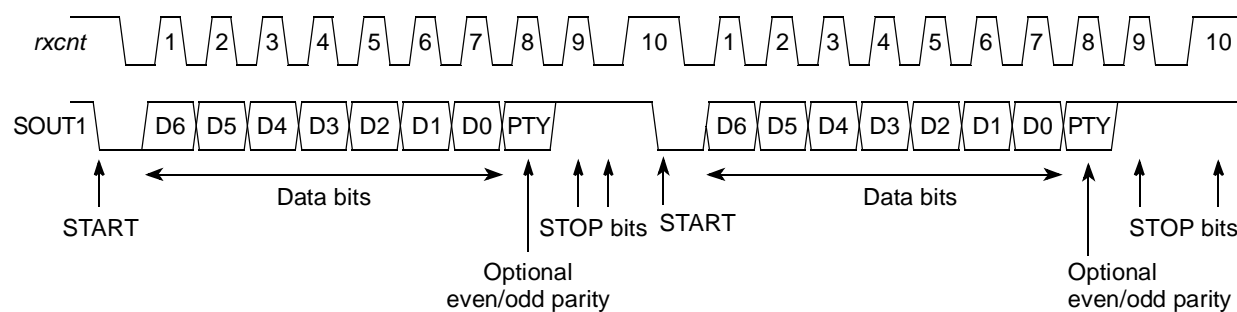 rxcnt 1 2 3 4 5 6 7 8 9 10 1 2 3 4 5 6 7 8 9 10
SOUT1 D6 D5 D4 D3 D2 D1 D0 PTY D6 D5 D4 D3 D2 D1 D0 PTY
Data bits Data bits
START STOP bits START STOP bits
Optional
even/odd parity
Optional
even/odd parity